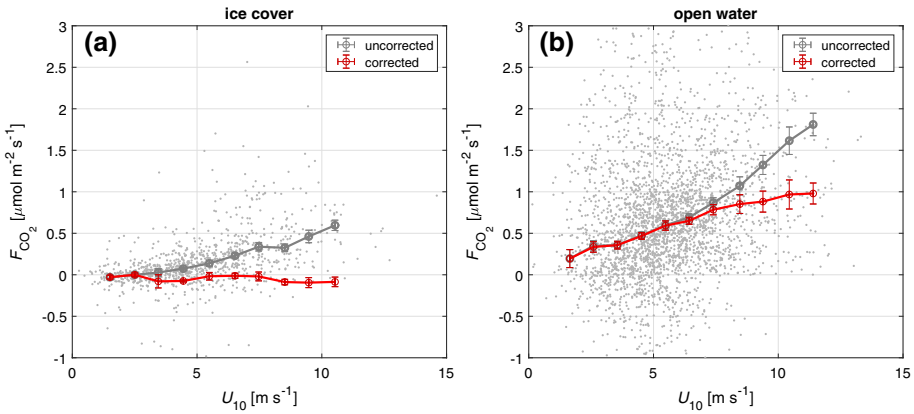 ice cover
(a)
uncorrected
corrected
3
2.5
2
1.5
1
0.5
0
-0.5
-1
F_CO₂ [μmol m⁻² s⁻¹]
0
5
10
15
U₁₀ [m s⁻¹]
open water
(b)
uncorrected
corrected
3
2.5
2
1.5
1
0.5
0
-0.5
-1
F_CO₂ [μmol m⁻² s⁻¹]
0
5
10
15
U₁₀ [m s⁻¹]